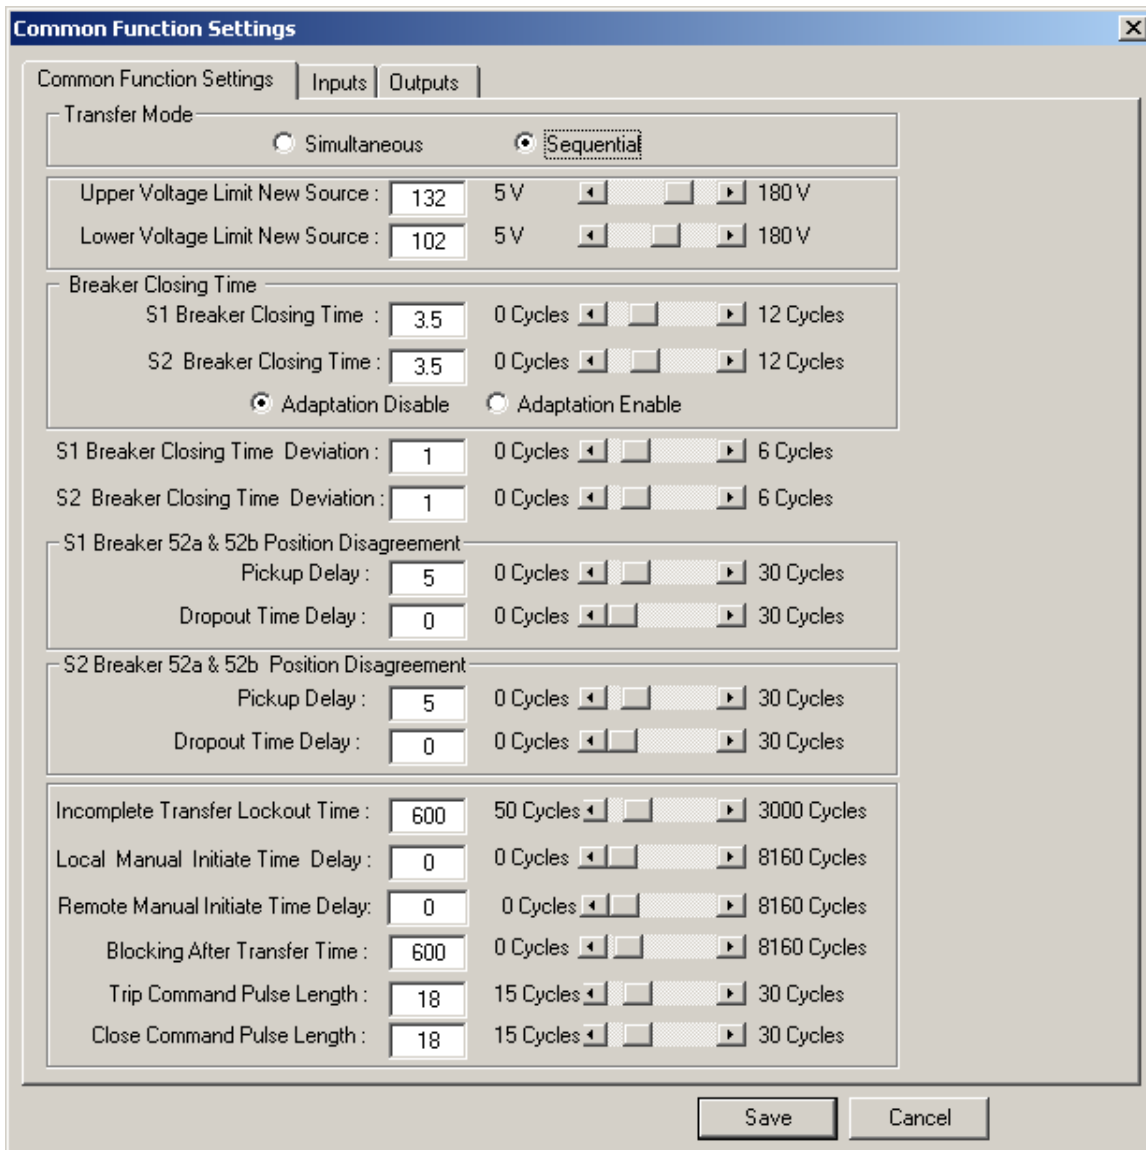 Common Function Settings
Common Function Settings Inputs Outputs
Transfer Mode
Simultaneous Sequential
Upper Voltage Limit New Source : 132 5 V 180 V
Lower Voltage Limit New Source : 102 5 V 180 V
Breaker Closing Time
S1 Breaker Closing Time : 3.5 0 Cycles 12 Cycles
S2 Breaker Closing Time : 3.5 0 Cycles 12 Cycles
Adaptation Disable Adaptation Enable
S1 Breaker Closing Time Deviation : 1 0 Cycles 6 Cycles
S2 Breaker Closing Time Deviation : 1 0 Cycles 6 Cycles
S1 Breaker 52a & 52b Position Disagreement
Pickup Delay : 5 0 Cycles 30 Cycles
Dropout Time Delay : 0 0 Cycles 30 Cycles
S2 Breaker 52a & 52b Position Disagreement
Pickup Delay : 5 0 Cycles 30 Cycles
Dropout Time Delay : 0 0 Cycles 30 Cycles
Incomplete Transfer Lockout Time : 600 50 Cycles 3000 Cycles
Local Manual Initiate Time Delay : 0 0 Cycles 8160 Cycles
Remote Manual Initiate Time Delay: 0 0 Cycles 8160 Cycles
Blocking After Transfer Time : 600 0 Cycles 8160 Cycles
Trip Command Pulse Length : 18 15 Cycles 30 Cycles
Close Command Pulse Length : 18 15 Cycles 30 Cycles
Save Cancel